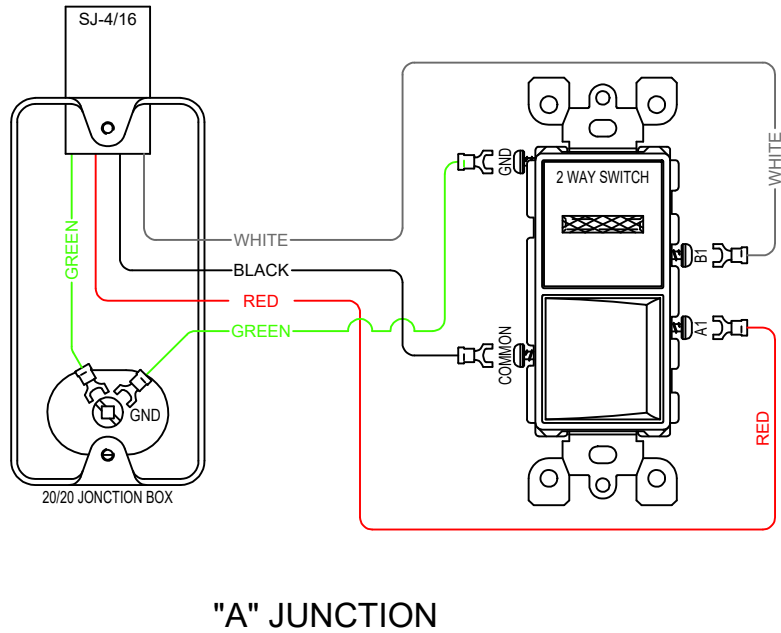 SJ-4/16
GND
2 WAY SWITCH
WHITE
WHITE
GREEN
BLACK
B1
RED
GREEN
COMMON
A1
GND
RED
20/20 JONCTION BOX
"A" JUNCTION